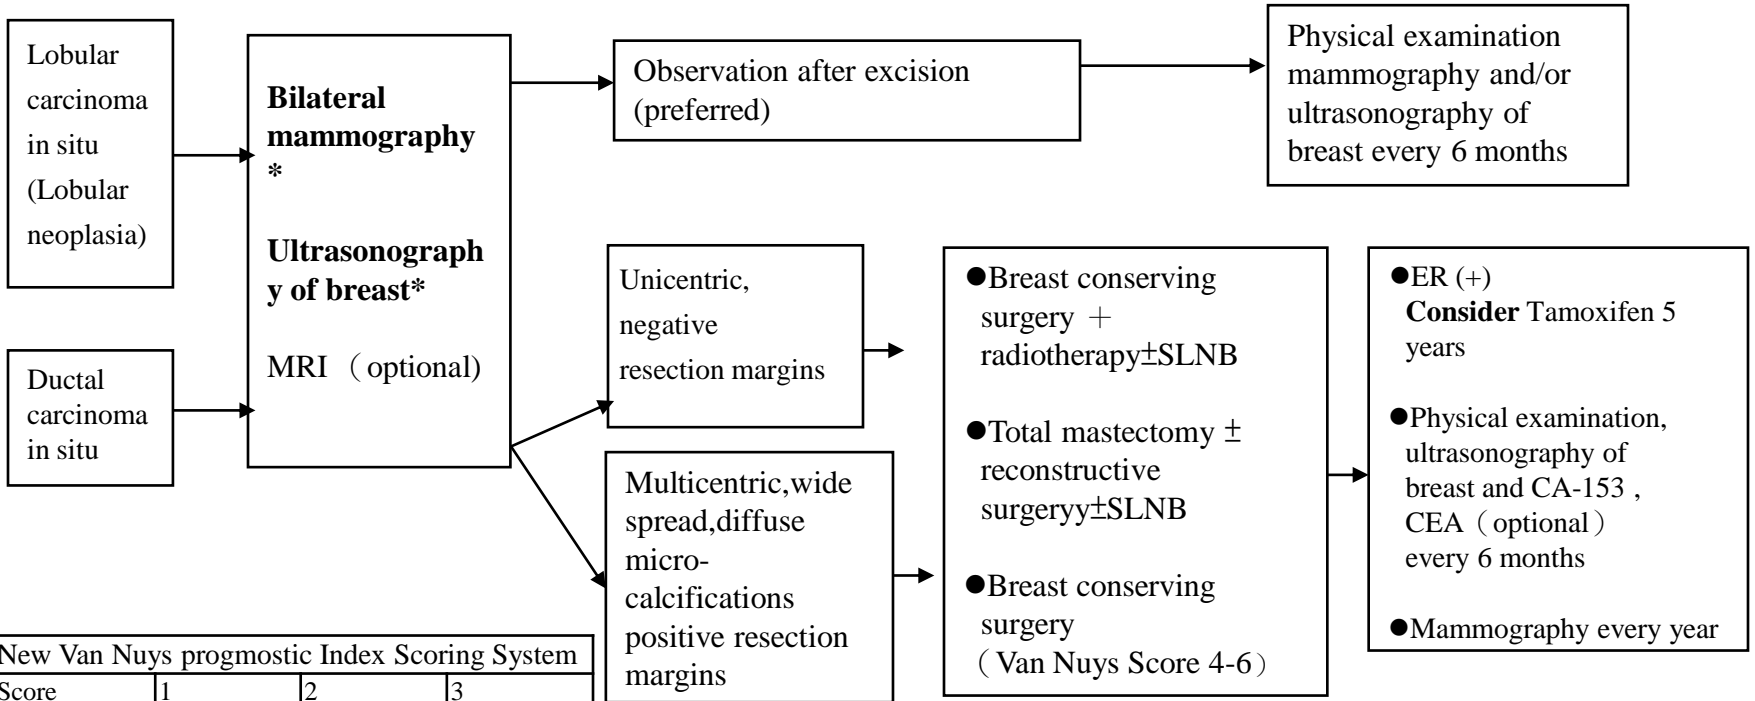 Lobular
carcinoma
in situ
(Lobular
neoplasia)
Ductal
carcinoma
in situ
Bilateral
mammography
*
Ultrasonograph
y of breast*
MRI （optional)
Observation after excision
(preferred)
Physical examination
mammography and/or
ultrasonography of
breast every 6 months
Unicentric,
negative
resection margins
Multicentric,wide
spread,diffuse
micro-
calcifications
positive resection
margins
●Breast conserving
surgery ＋
radiotherapy±SLNB
●Total mastectomy ±
reconstructive
surgeryy±SLNB
●Breast conserving
surgery
（Van Nuys Score 4-6）
●ER (+)
Consider Tamoxifen 5
years
●Physical examination,
ultrasonography of
breast and CA-153 ,
CEA（optional）
every 6 months
●Mammography every year
New Van Nuys progmostic Index Scoring System
Score 1 2 3